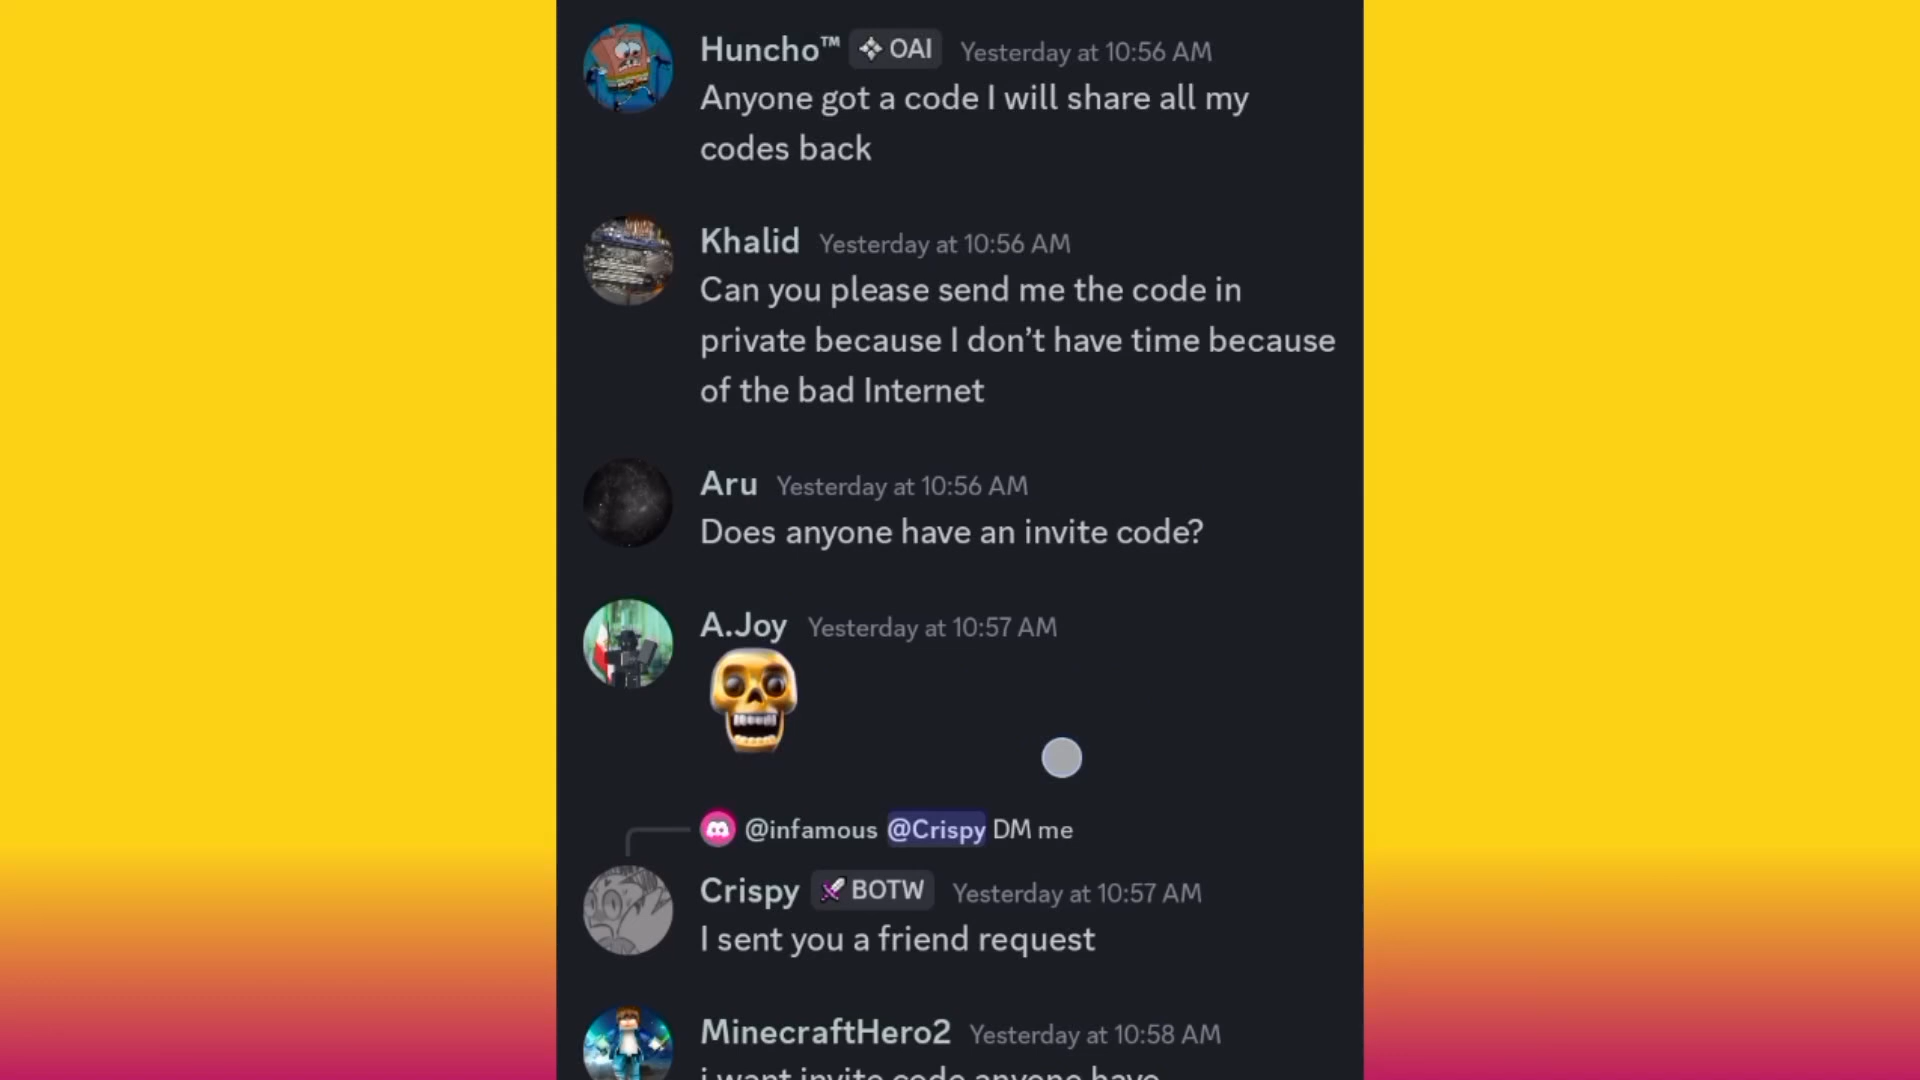 Huncho™ OAI Yesterday at 10:56 AM
Anyone got a code I will share all my
codes back
Khalid Yesterday at 10:56 AM
Can you please send me the code in
private because I don’t have time because
of the bad Internet
Aru Yesterday at 10:56 AM
Does anyone have an invite code?
A.Joy Yesterday at 10:57 AM
@infamous @Crispy DM me
Crispy BOTW Yesterday at 10:57 AM
I sent you a friend request
MinecraftHero2 Yesterday at 10:58 AM
i want invite code anyone have